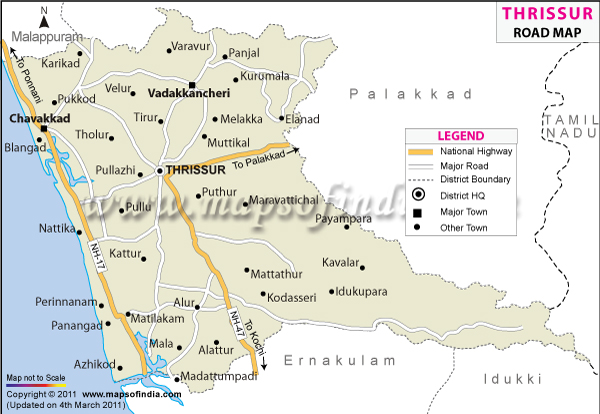 THRISSUR
ROAD MAP
N
Malappuram
To Ponnani
Karikad
Varavur
Panjal
Kurumala
Velur
Vadakkancheri
Pukkod
Palakkad
Chavakkad
Tirur
Melakka
Elanad
TAMIL
NADU
Blangad
Tholur
Muttikal
To Palakkad
Pullazhi
THRISSUR
LEGEND
National Highway
Major Road
District Boundary
District HQ
Major Town
Other Town
www.mapsofindia.com
Pullu
Puthur
Maravattichal
Payampara
Nattika
NH-17
Kattur
Mattathur
Kavalar
Kodasseri
Idukupara
Perinnanam
Matilakam
Alur
NH-47
To Kochi
Panangad
Mala
Alattur
Ernakulam
Azhikod
Madattumpadi
Idukki
Map not to Scale
Copyright © 2011 www.mapsofindia.com
(Updated on 4th March 2011)